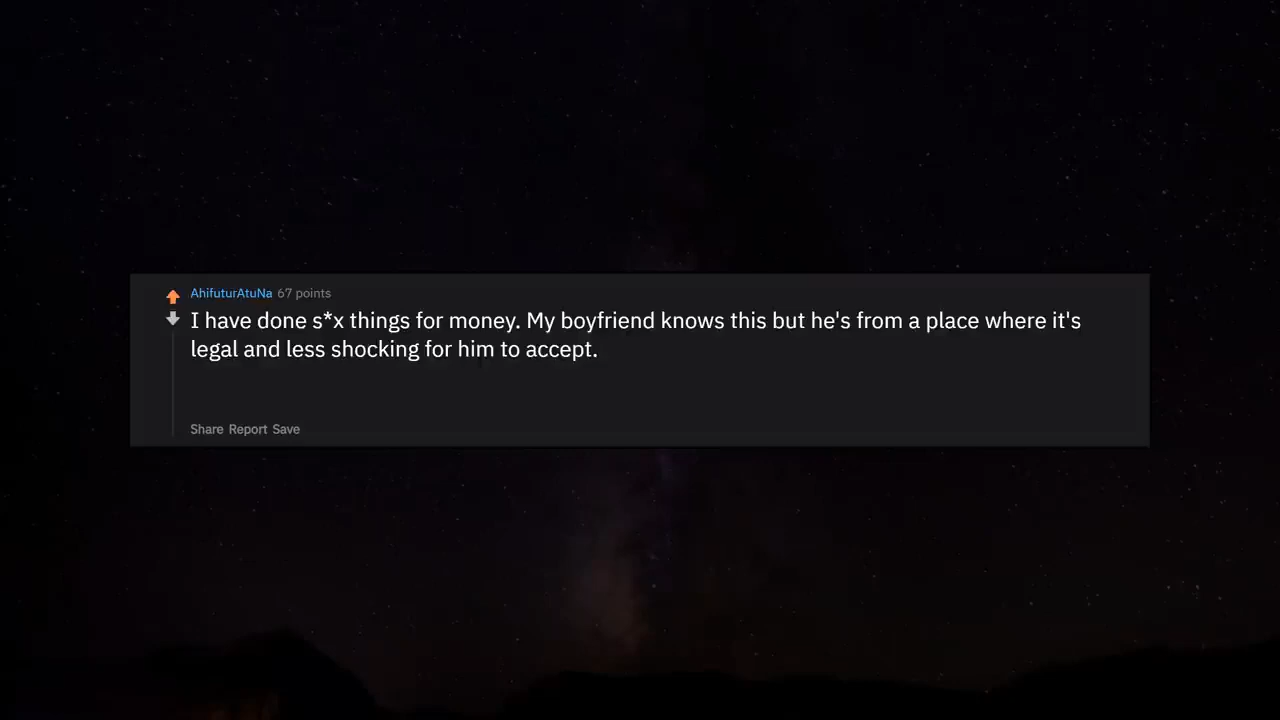 AhifuturAtuNa 67 points
I have done s*x things for money. My boyfriend knows this but he's from a place where it's
legal and less shocking for him to accept.
Share Report Save